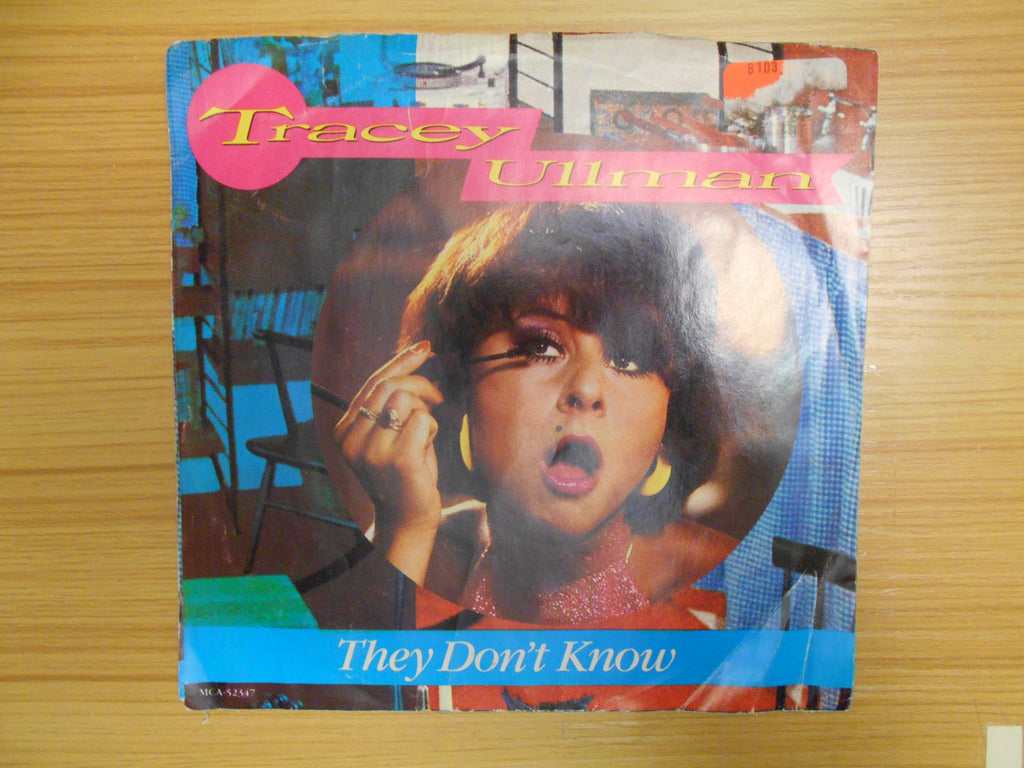 8103
Tracey
Ullman
They Don't Know
MCA-52347